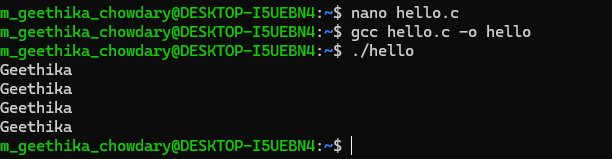 m_geethika_chowdary@DESKTOP-I5UEBN4:~$ nano hello.c
m_geethika_chowdary@DESKTOP-I5UEBN4:~$ gcc hello.c -o hello
m_geethika_chowdary@DESKTOP-I5UEBN4:~$ ./hello
Geethika
Geethika
Geethika
Geethika
m_geethika_chowdary@DESKTOP-I5UEBN4:~$